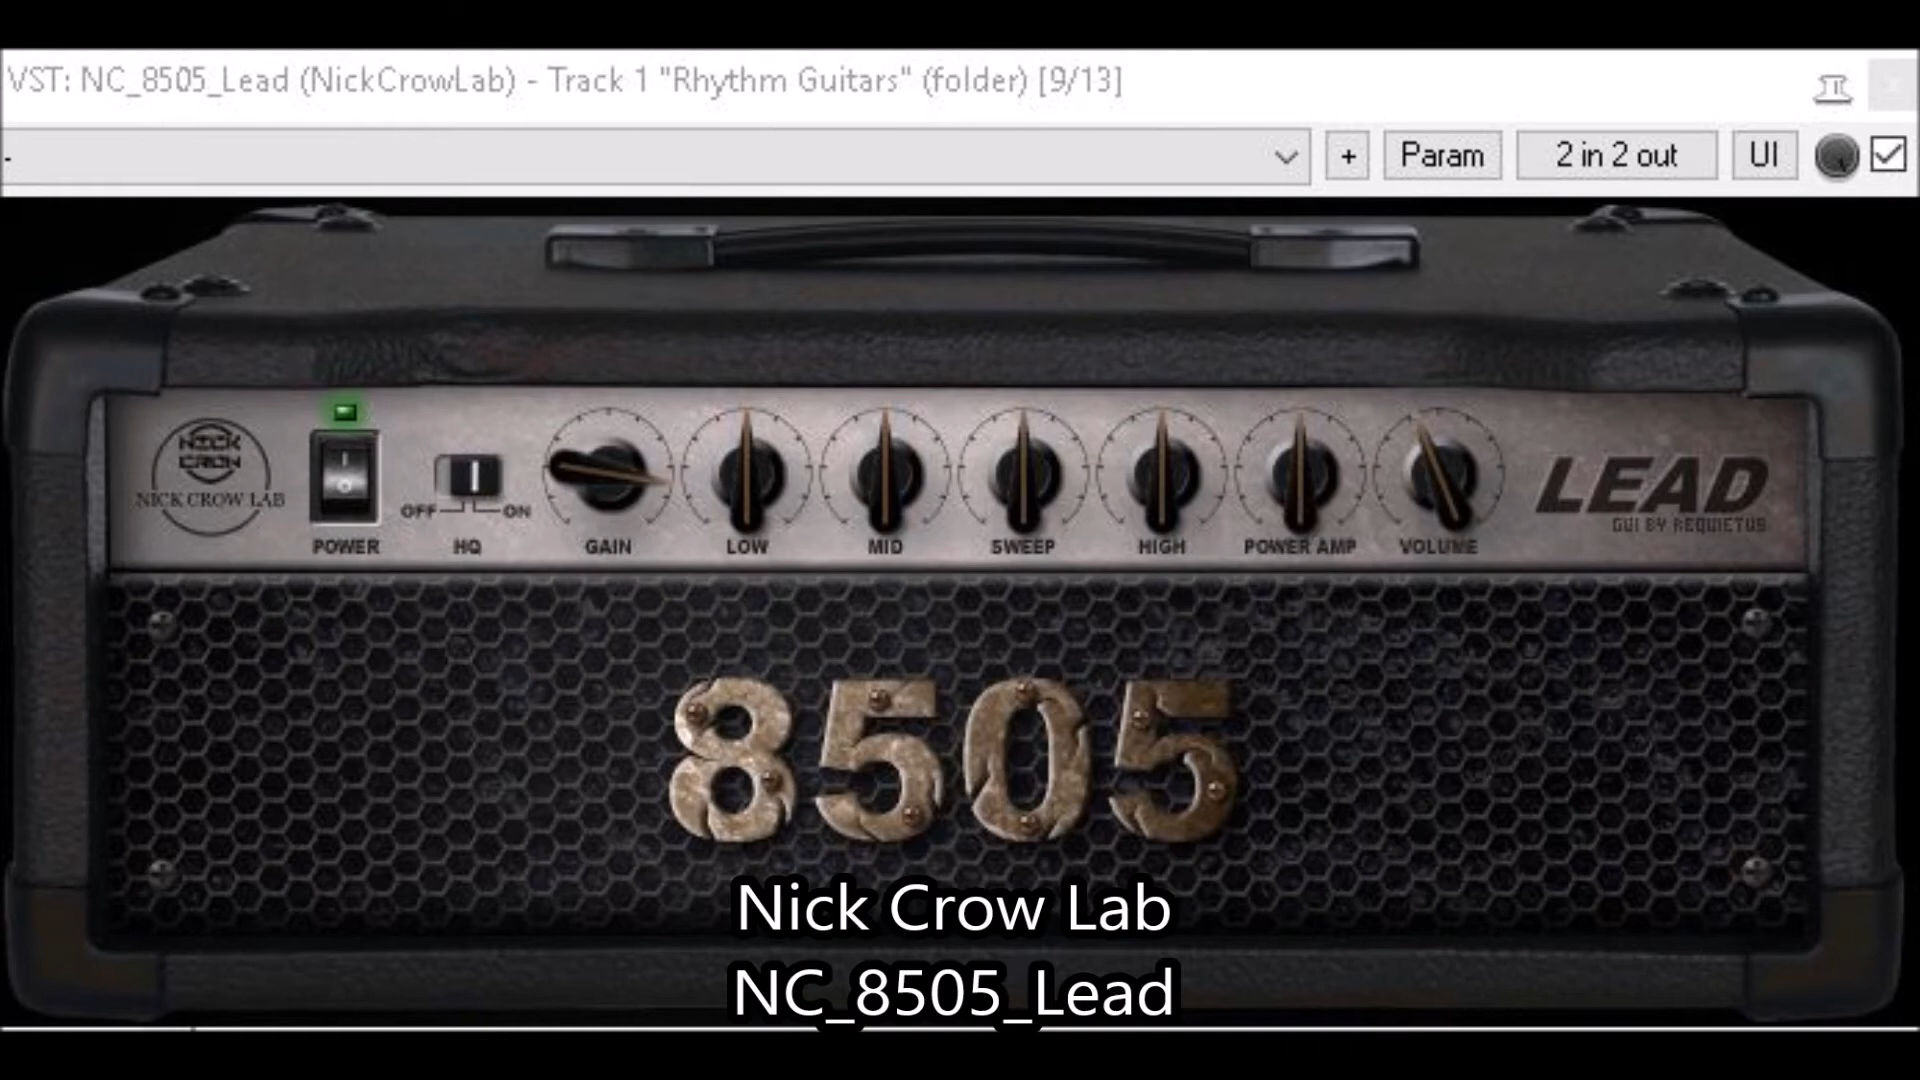 VST: NC_8505_Lead (NickCrowLab) - Track 1 "Rhythm Guitars" (folder) [9/13]
- + Param 2 in 2 out UI
NICK
CROW
NICK CROW LAB
OFF ON
POWER HQ GAIN LOW MID SWEEP HIGH POWER AMP VOLUME
LEAD
GUI BY REQUIETUS
8505
Nick Crow Lab
NC_8505_Lead